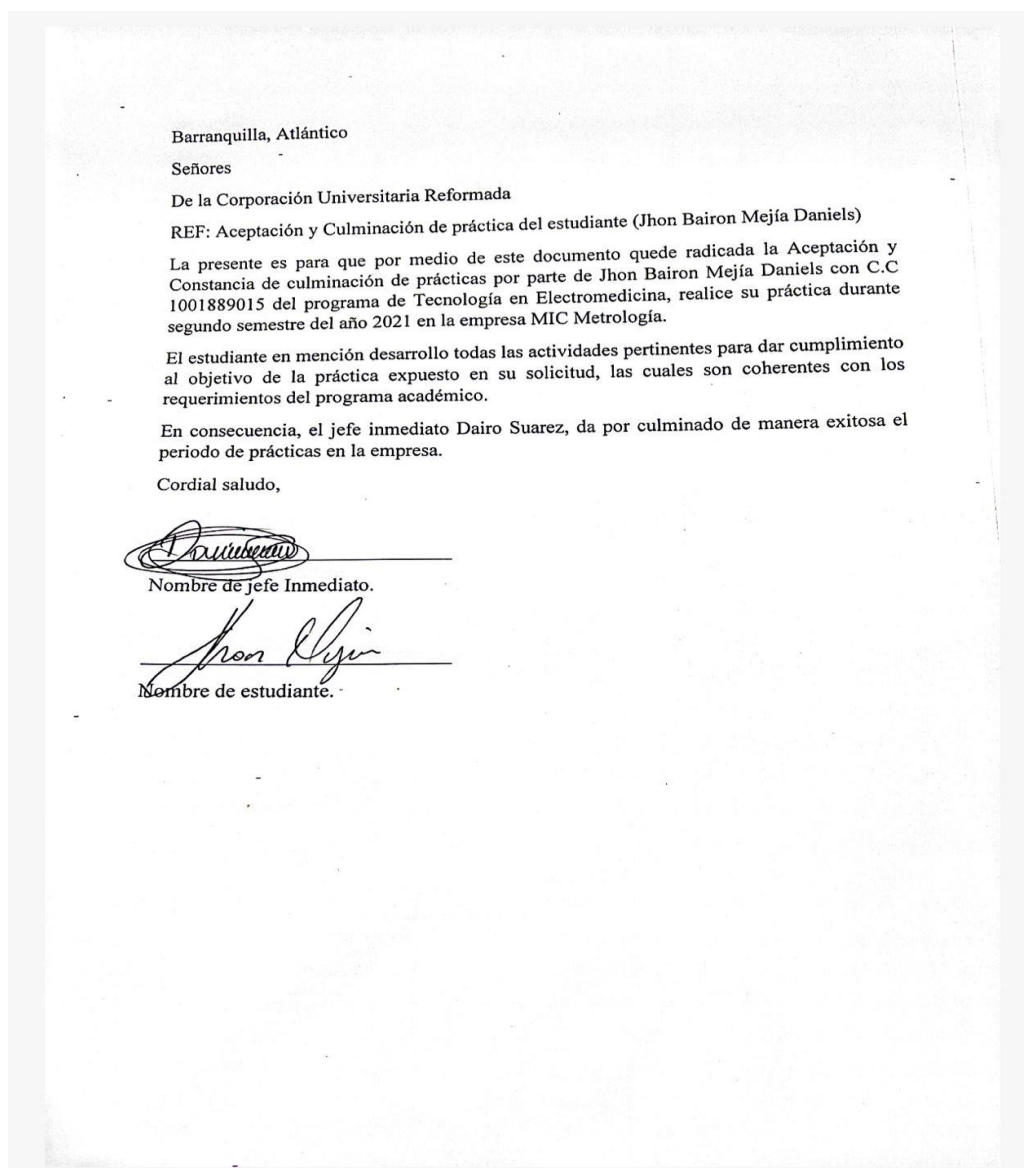 Barranquilla, Atlántico
Señores
De la Corporación Universitaria Reformada
REF: Aceptación y Culminación de práctica del estudiante (Jhon Bairon Mejía Daniels)
La presente es para que por medio de este documento quede radicada la Aceptación y
Constancia de culminación de prácticas por parte de Jhon Bairon Mejía Daniels con C.C
1001889015 del programa de Tecnología en Electromedicina, realice su práctica durante
segundo semestre del año 2021 en la empresa MIC Metrología.
El estudiante en mención desarrollo todas las actividades pertinentes para dar cumplimiento
al objetivo de la práctica expuesto en su solicitud, las cuales son coherentes con los
requerimientos del programa académico.
En consecuencia, el jefe inmediato Dairo Suarez, da por culminado de manera exitosa el
periodo de prácticas en la empresa.
Cordial saludo,
Nombre de jefe Inmediato.
Jhon
Nombre de estudiante.